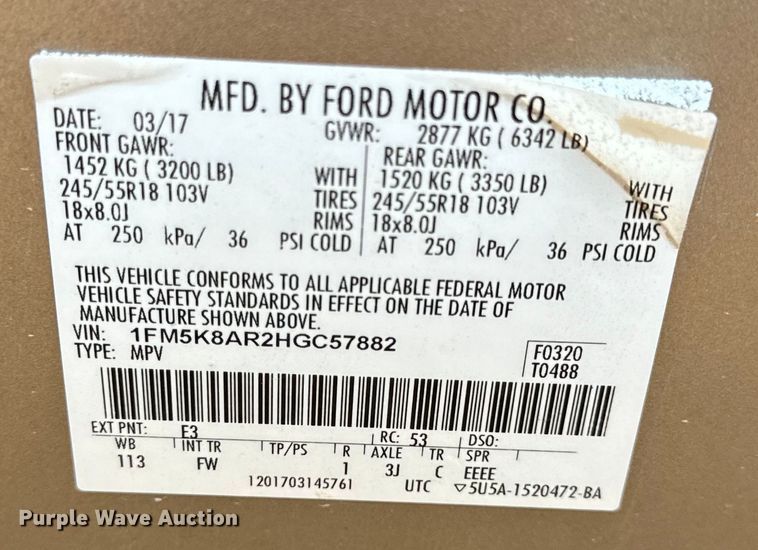 MFD. BY FORD MOTOR CO.
DATE: 03/17 GVWR: 2877 KG ( 6342 LB)
FRONT GAWR: REAR GAWR:
1452 KG ( 3200 LB) WITH 1520 KG ( 3350 LB) WITH
245/55R18 103V TIRES 245/55R18 103V TIRES
18x8.0J RIMS 18x8.0J RIMS
AT 250 kPa/ 36 PSI COLD AT 250 kPa/ 36 PSI COLD
THIS VEHICLE CONFORMS TO ALL APPLICABLE FEDERAL MOTOR
VEHICLE SAFETY STANDARDS IN EFFECT ON THE DATE OF
MANUFACTURE SHOWN ABOVE.
VIN: 1FM5K8AR2HGC57882
TYPE: MPV F0320
T0488
EXT PNT: E3 RC: 53 DSO:
WB INT TR TP/PS R AXLE TR SPR
113 FW 1 3J C EEEE
1201703145761 UTC ▽5U5A-1520472-BA
Purple Wave Auction